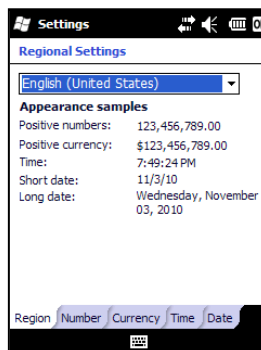 Settings
Regional Settings
English (United States)
Appearance samples
Positive numbers: 123,456,789.00
Positive currency: $123,456,789.00
Time: 7:49:24 PM
Short date: 11/3/10
Long date: Wednesday, November
03, 2010
Region Number Currency Time Date